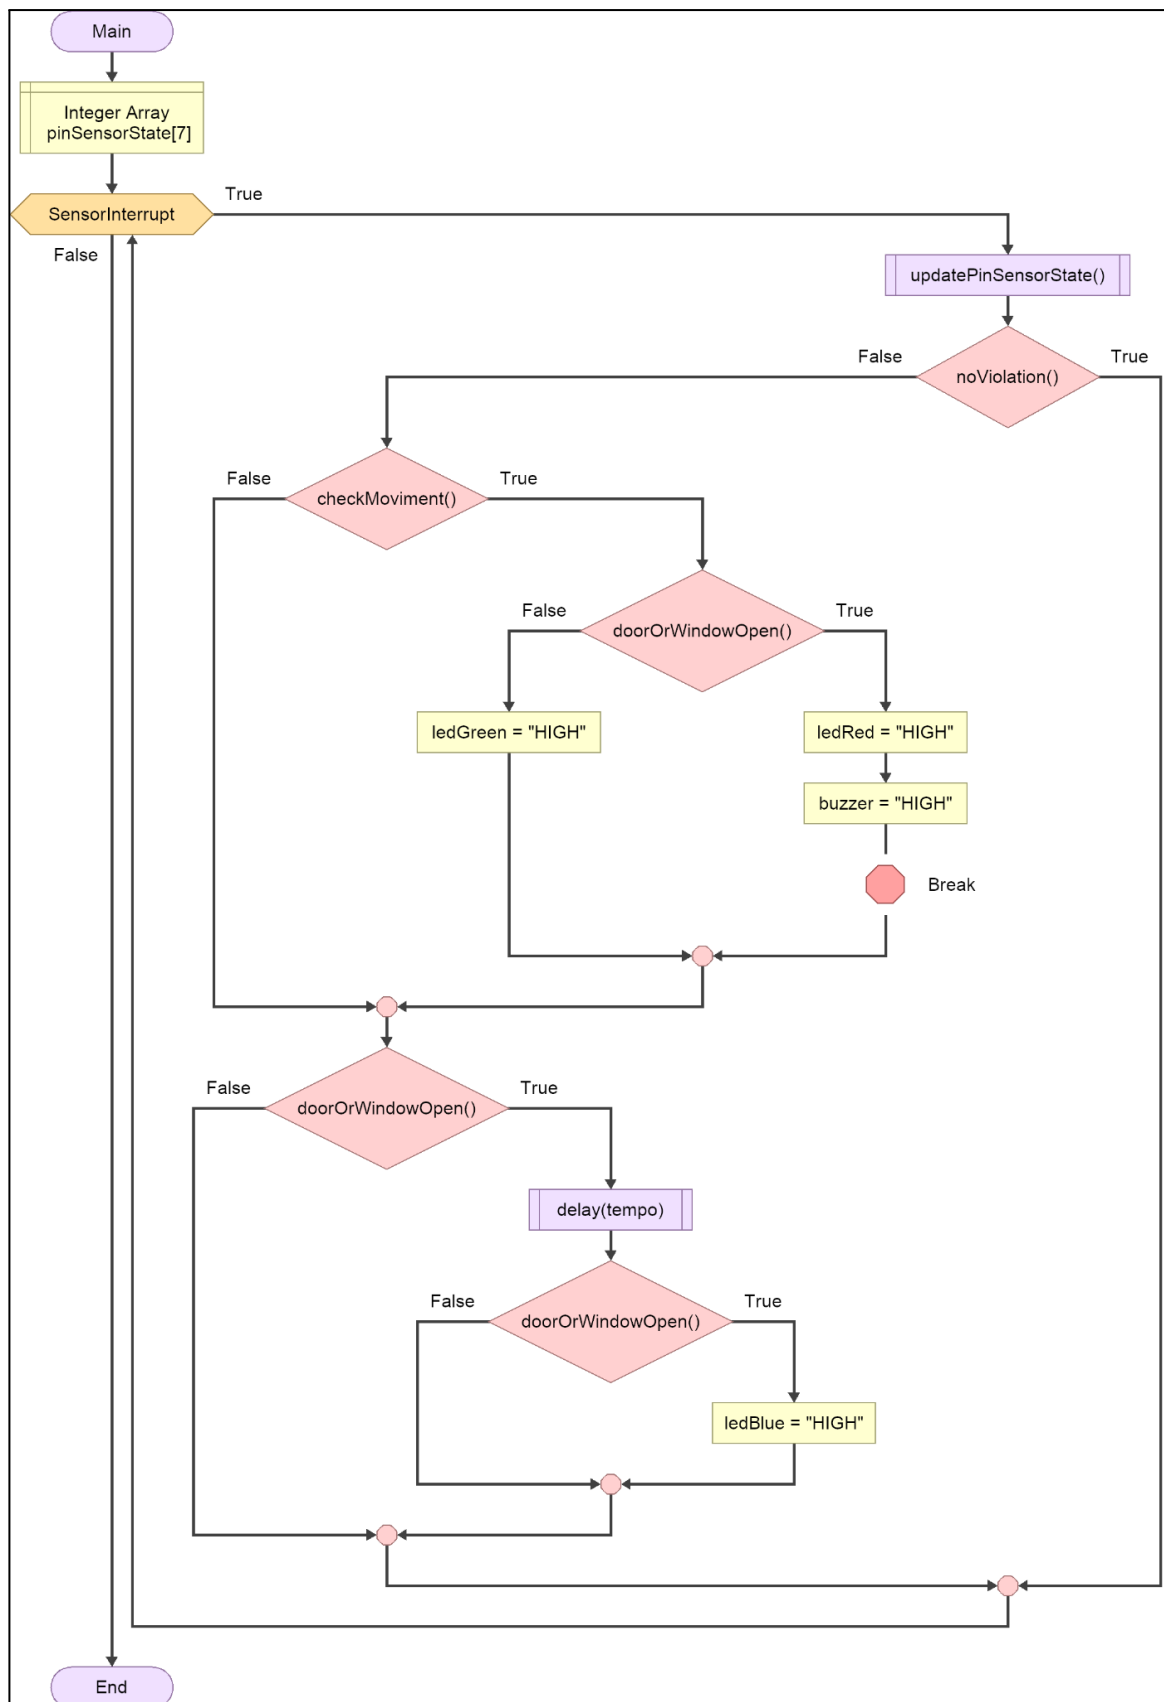 Main
Integer Array
pinSensorState[7]
SensorInterrupt
True
False
updatePinSensorState()
noViolation()
False
True
checkMoviment()
False
True
doorOrWindowOpen()
False
True
ledGreen = "HIGH"
ledRed = "HIGH"
buzzer = "HIGH"
Break
doorOrWindowOpen()
False
True
delay(tempo)
doorOrWindowOpen()
False
True
ledBlue = "HIGH"
End